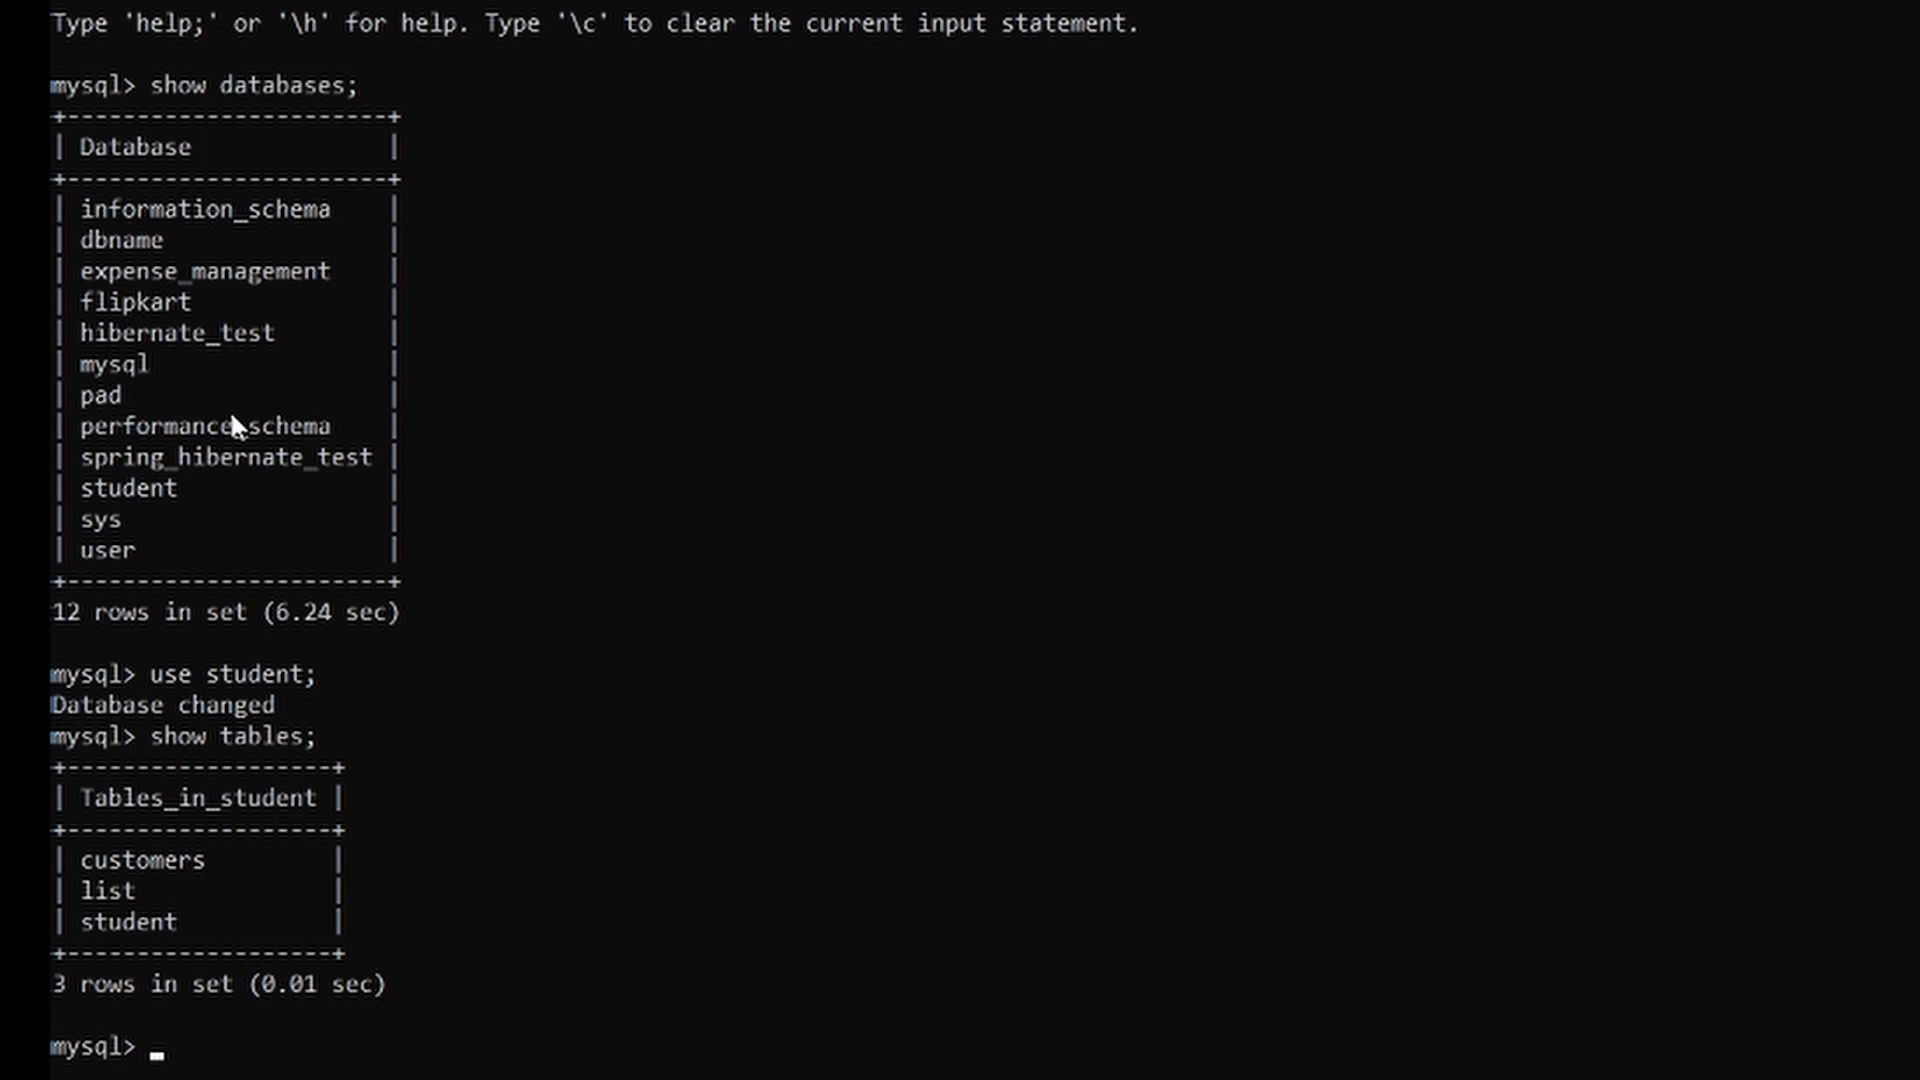 Type 'help;' or '\h' for help. Type '\c' to clear the current input statement.
mysql> show databases;
+-----------------------+
| Database              |
+-----------------------+
| information_schema    |
| dbname                |
| expense_management    |
| flipkart              |
| hibernate_test        |
| mysql                 |
| pad                   |
| performance_schema    |
| spring_hibernate_test |
| student               |
| sys                   |
| user                  |
+-----------------------+
12 rows in set (6.24 sec)
mysql> use student;
Database changed
mysql> show tables;
+-------------------+
| Tables_in_student |
+-------------------+
| customers         |
| list              |
| student           |
+-------------------+
3 rows in set (0.01 sec)
mysql>